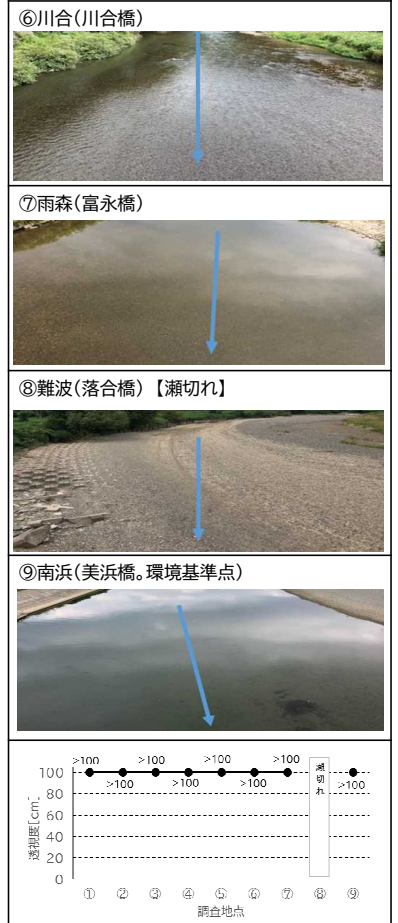 ⑥川合(川合橋)
⑦雨森(富永橋)
⑧難波(落合橋)【瀬切れ】
⑨南浜(美浜橋。環境基準点)
>100 >100 >100 >100
瀬切れ
100
>100 >100 >100 >100
80
60
40
20
0
透視度[cm]
① ② ③ ④ ⑤ ⑥ ⑦ ⑧ ⑨
調査地点